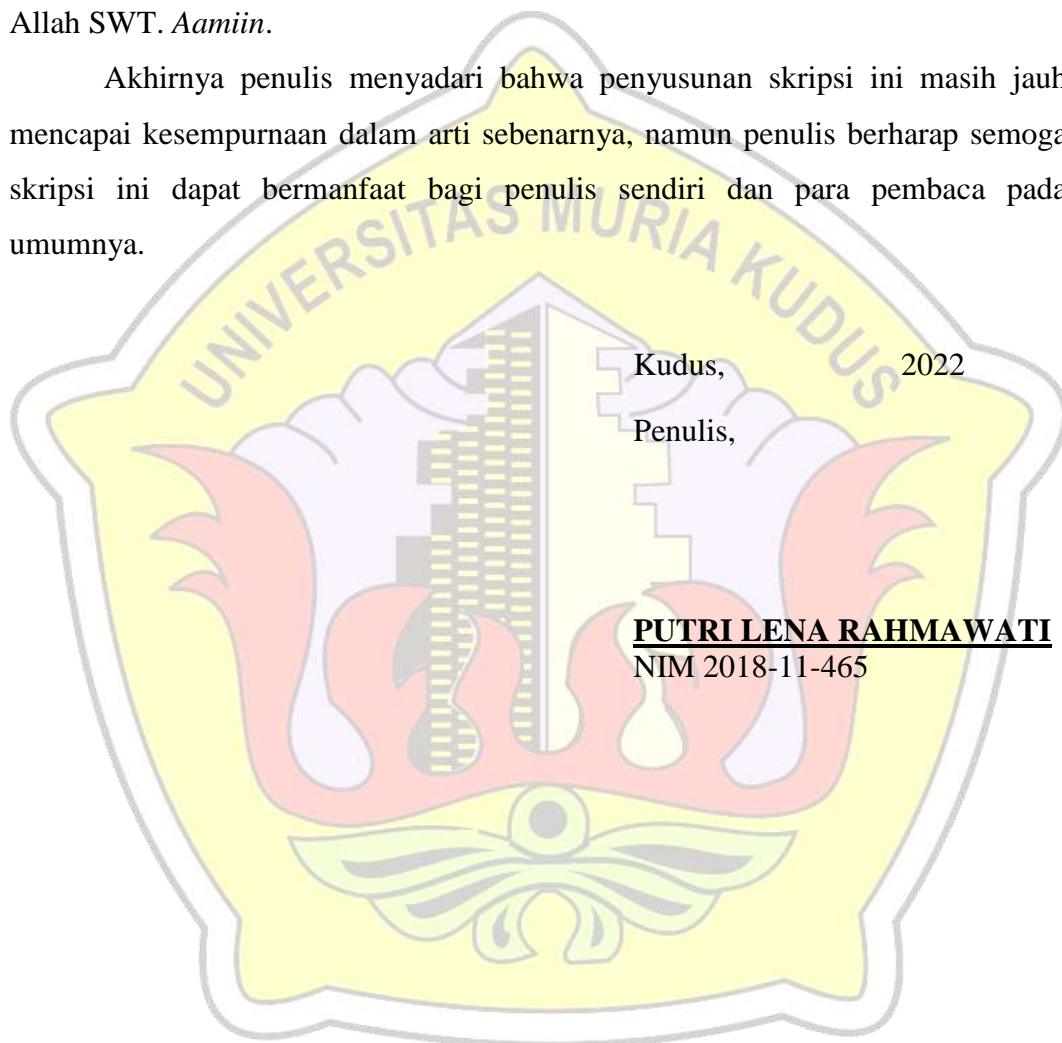 Allah SWT. Aamiin.
Akhirnya penulis menyadari bahwa penyusunan skripsi ini masih jauh
mencapai kesempurnaan dalam arti sebenarnya, namun penulis berharap semoga
skripsi ini dapat bermanfaat bagi penulis sendiri dan para pembaca pada
umumnya.
UNIVERSITAS MURIA KUDUS
Kudus, 2022
Penulis,
PUTRI LENA RAHMAWATI
NIM 2018-11-465